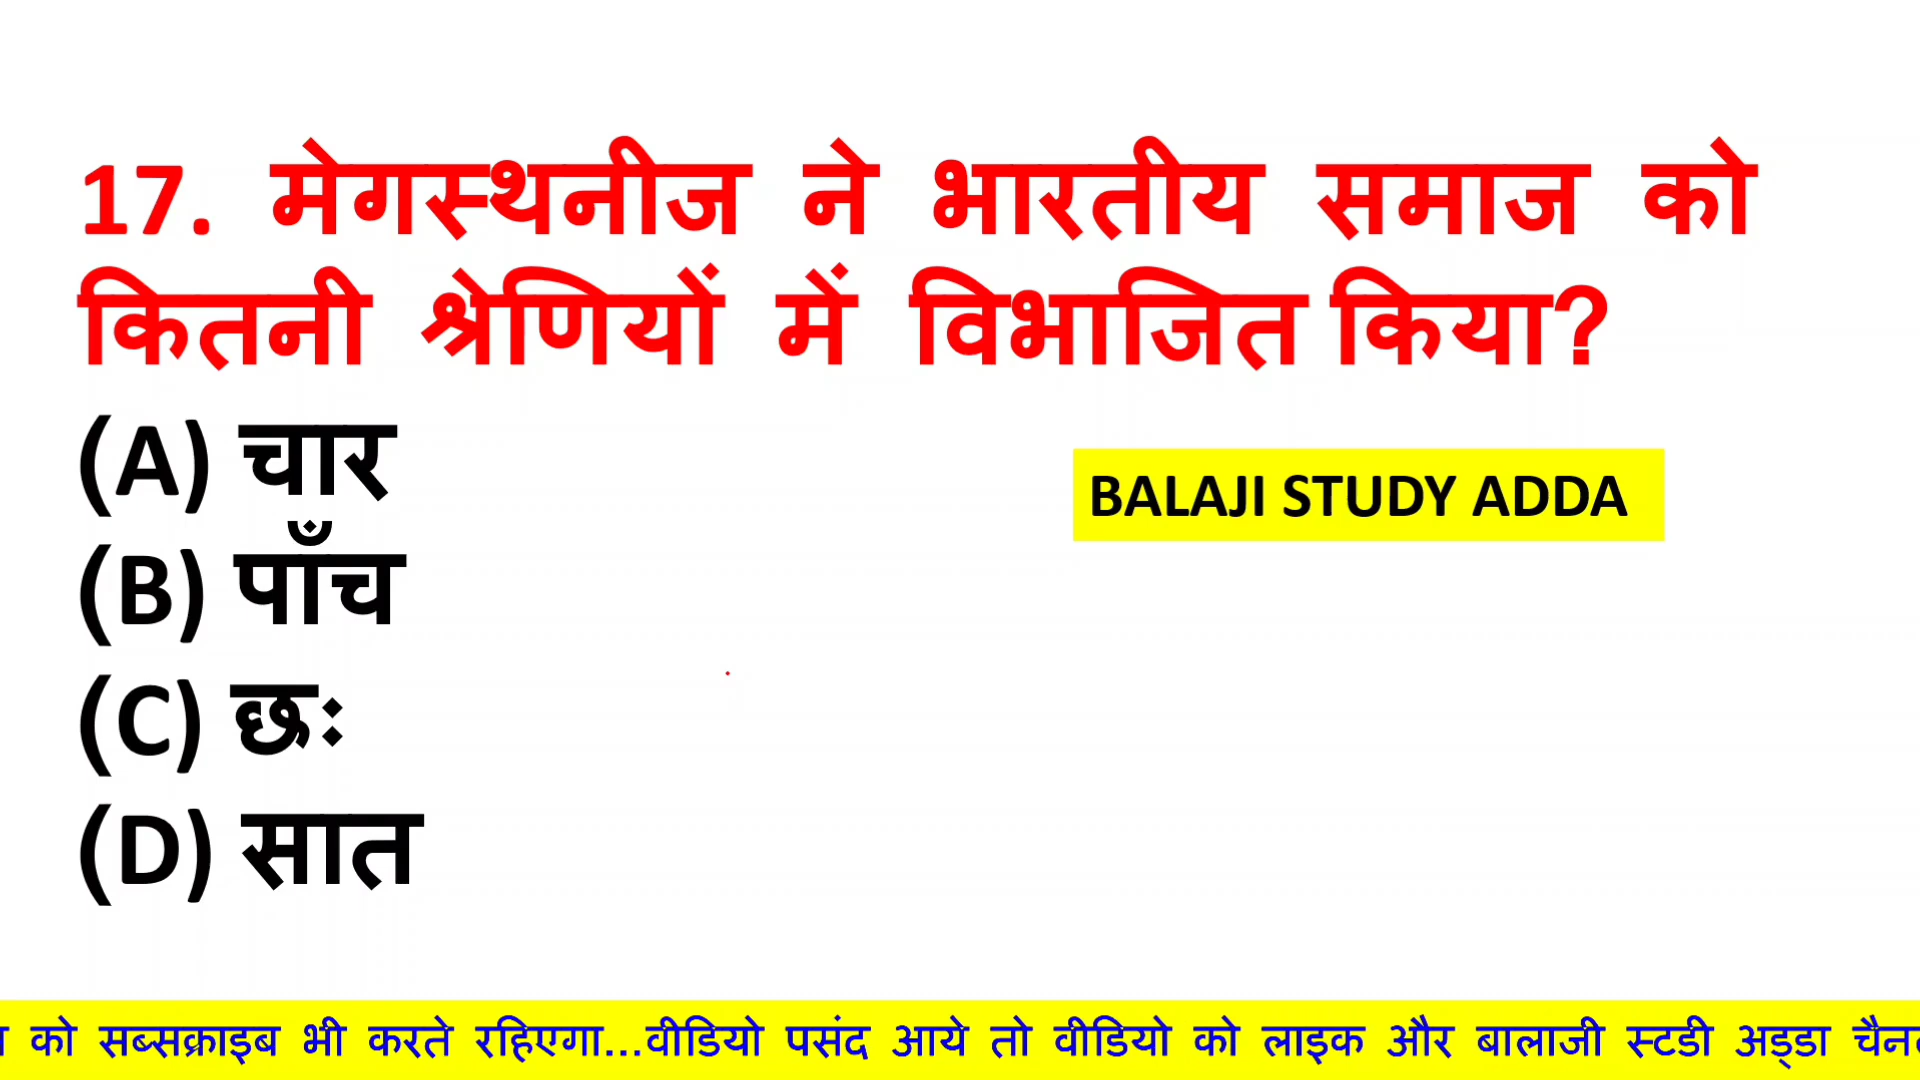 17. मेगस्थनीज ने भारतीय समाज को
कितनी श्रेणियों में विभाजित किया?
(A) चार
BALAJI STUDY ADDA
(B) पाँच
(C) छः
(D) सात
को सब्सक्राइब भी करते रहिएगा...वीडियो पसंद आये तो वीडियो को लाइक और बालाजी स्टडी अड्डा